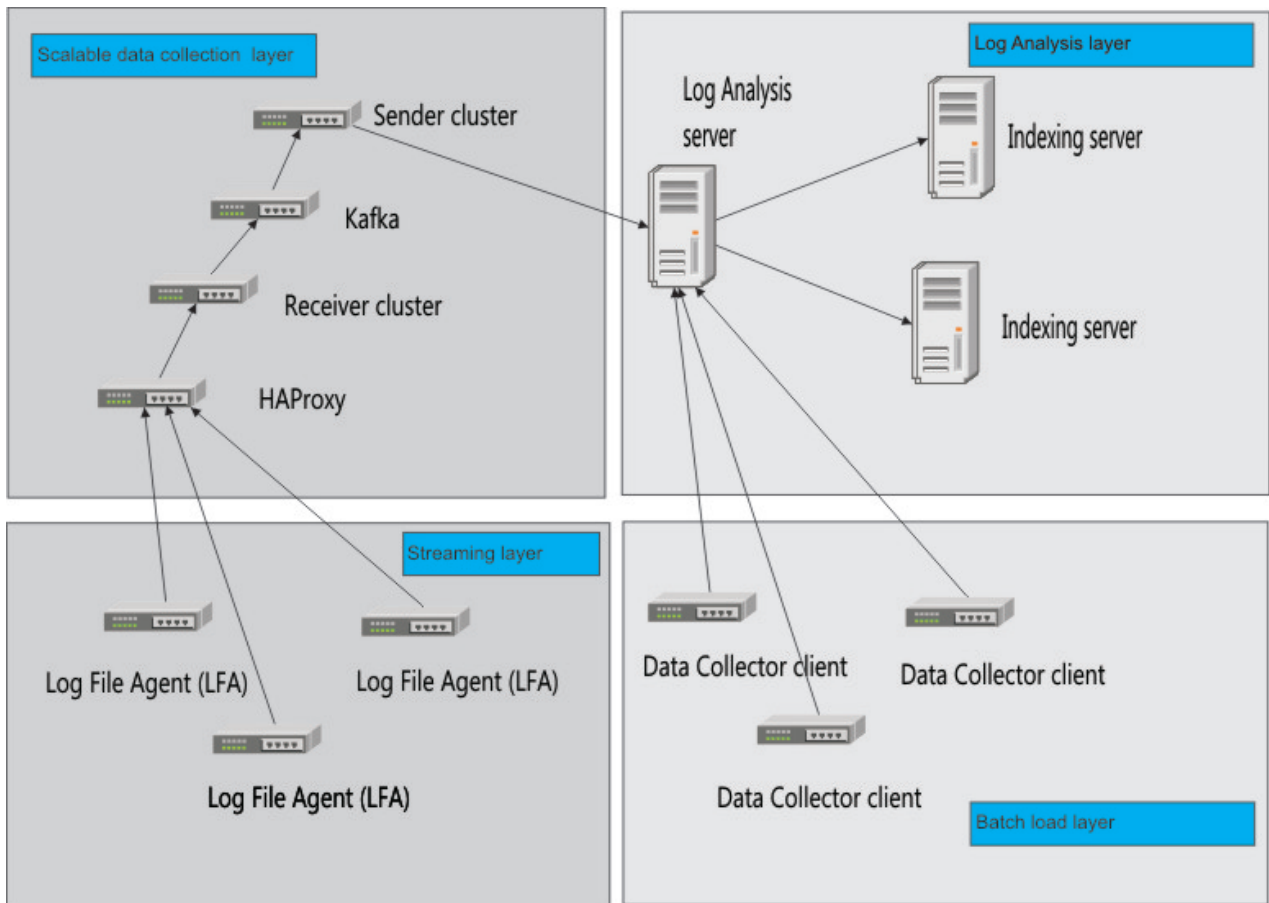 Scalable data collection layer
Sender cluster
Kafka
Receiver cluster
HAProxy
Log Analysis layer
Log Analysis
server
Indexing server
Indexing server
Streaming layer
Log File Agent (LFA)
Log File Agent (LFA)
Log File Agent (LFA)
Data Collector client
Data Collector client
Data Collector client
Batch load layer